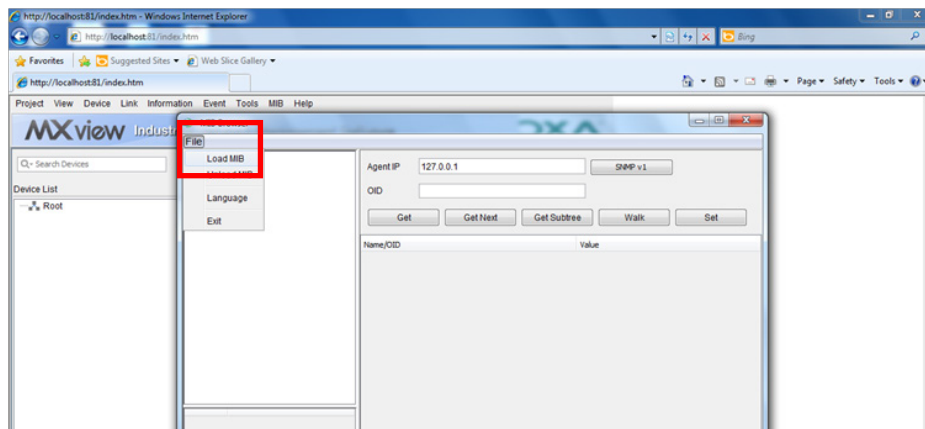 http://localhost:81/index.htm - Windows Internet Explorer
http://localhost:81/index.htm
Bing
Favorites
Suggested Sites
Web Slice Gallery
http://localhost:81/index.htm
Page Safety Tools
Project View Device Link Information Event Tools MIB Help
MXview Indust
File
Search Devices
Load MIB
Agent IP 127.0.0.1 SNMP v1
Device List
OID
Root
Language
Get Get Next Get Subtree Walk Set
Exit
Name/OID Value